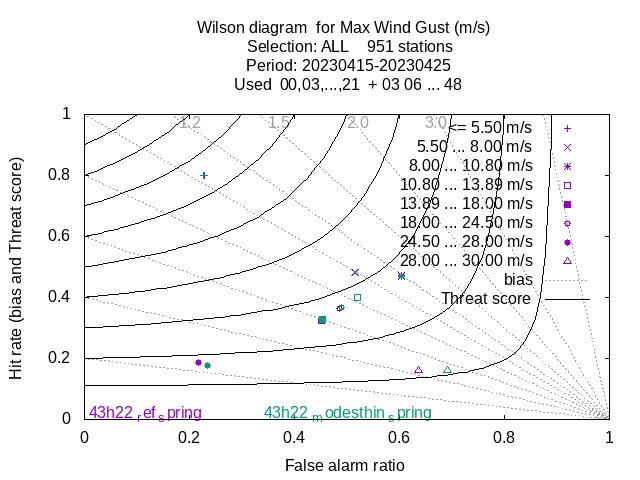 Wilson diagram  for Max Wind Gust (m/s)
Selection: ALL    951 stations
Period: 20230415-20230425
Used  00,03,...,21  + 03 06 ... 48
1 1.2 1.5 2.0 3.0
<= 5.50 m/s
5.50 ... 8.00 m/s
8.00 ... 10.80 m/s
0.8
10.80 ... 13.89 m/s
13.89 ... 18.00 m/s
18.00 ... 24.50 m/s
0.6
24.50 ... 28.00 m/s
28.00 ... 30.00 m/s
bias
0.4
Threat score
0.2
0
43h22 ref spring 43h22 modesthin spring
0 0.2 0.4 0.6 0.8 1
False alarm ratio
Hit rate (bias and Threat score)